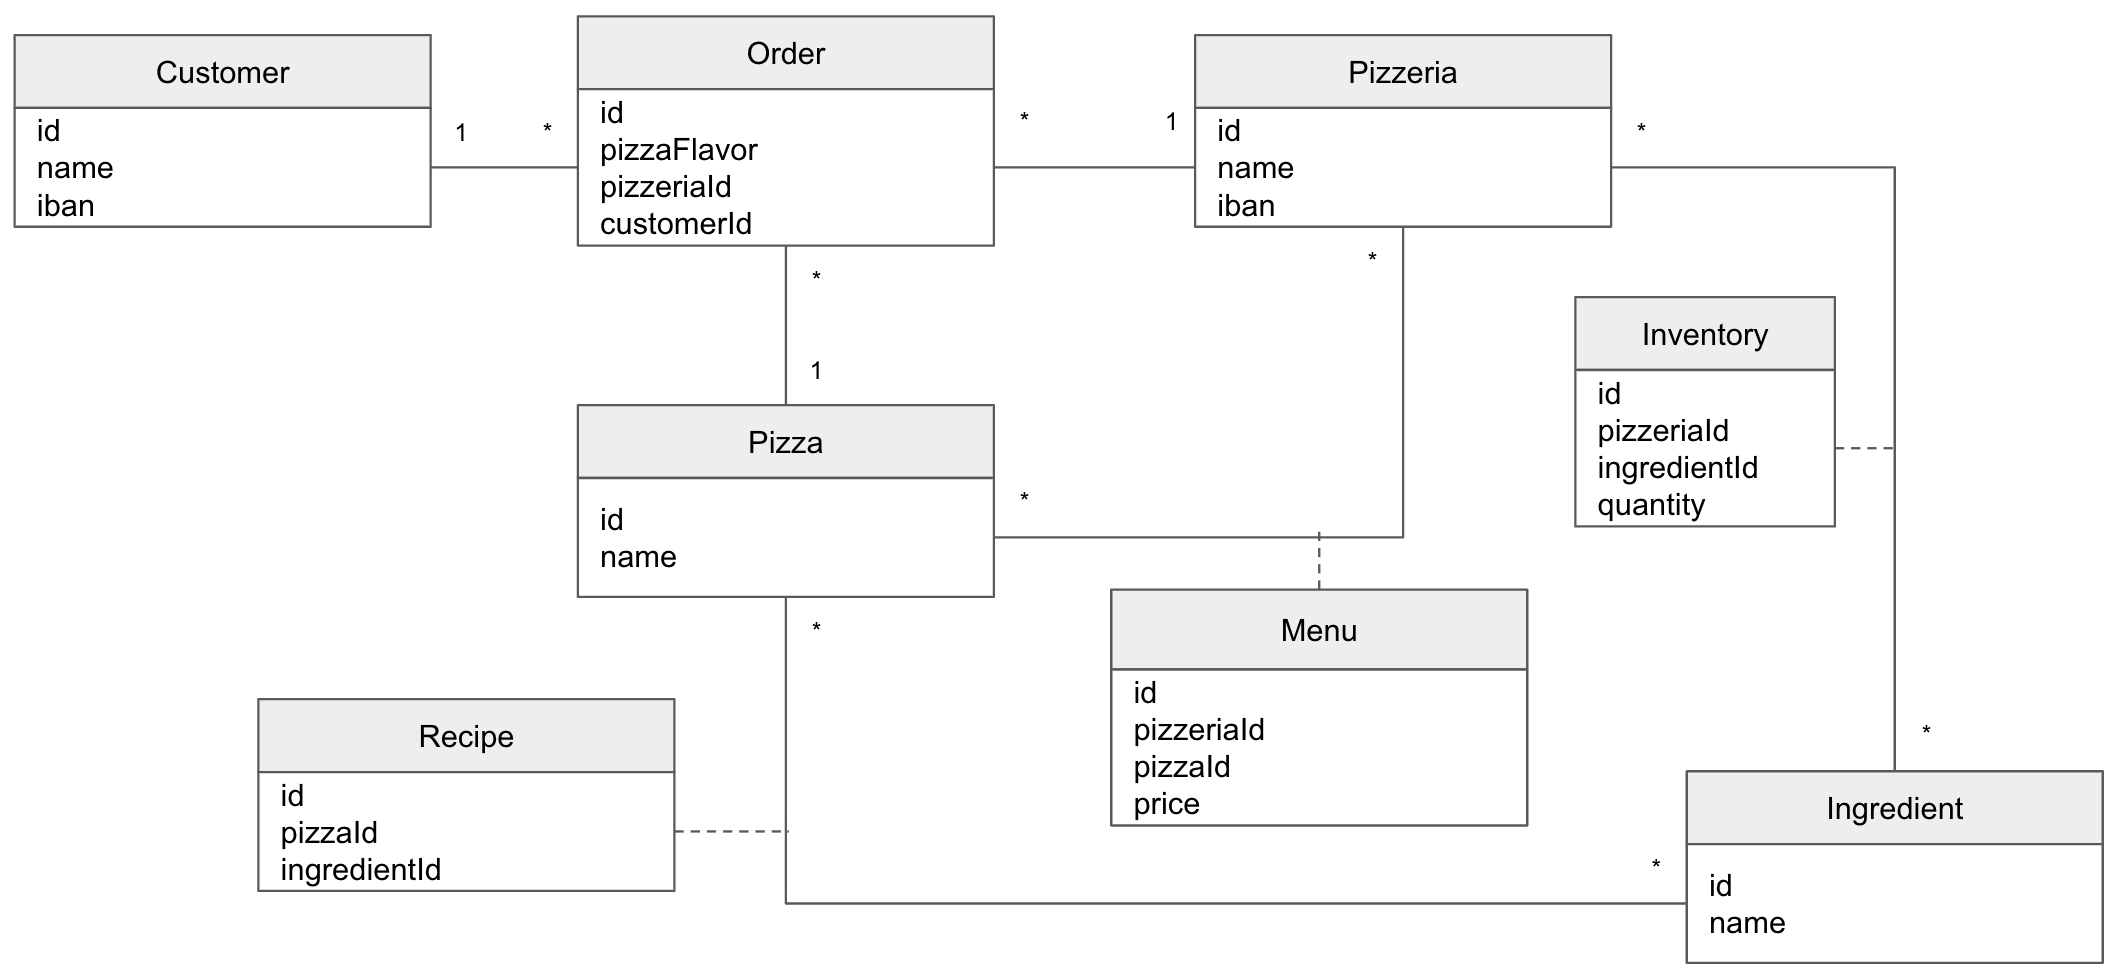 Customer
id
name
iban
1
*
Order
id
pizzaFlavor
pizzeriaId
customerId
*
1
Pizzeria
id
name
iban
*
*
*
1
Inventory
id
pizzeriaId
ingredientId
quantity
Pizza
id
name
*
*
Menu
id
pizzeriaId
pizzaId
price
Recipe
id
pizzaId
ingredientId
*
*
Ingredient
id
name